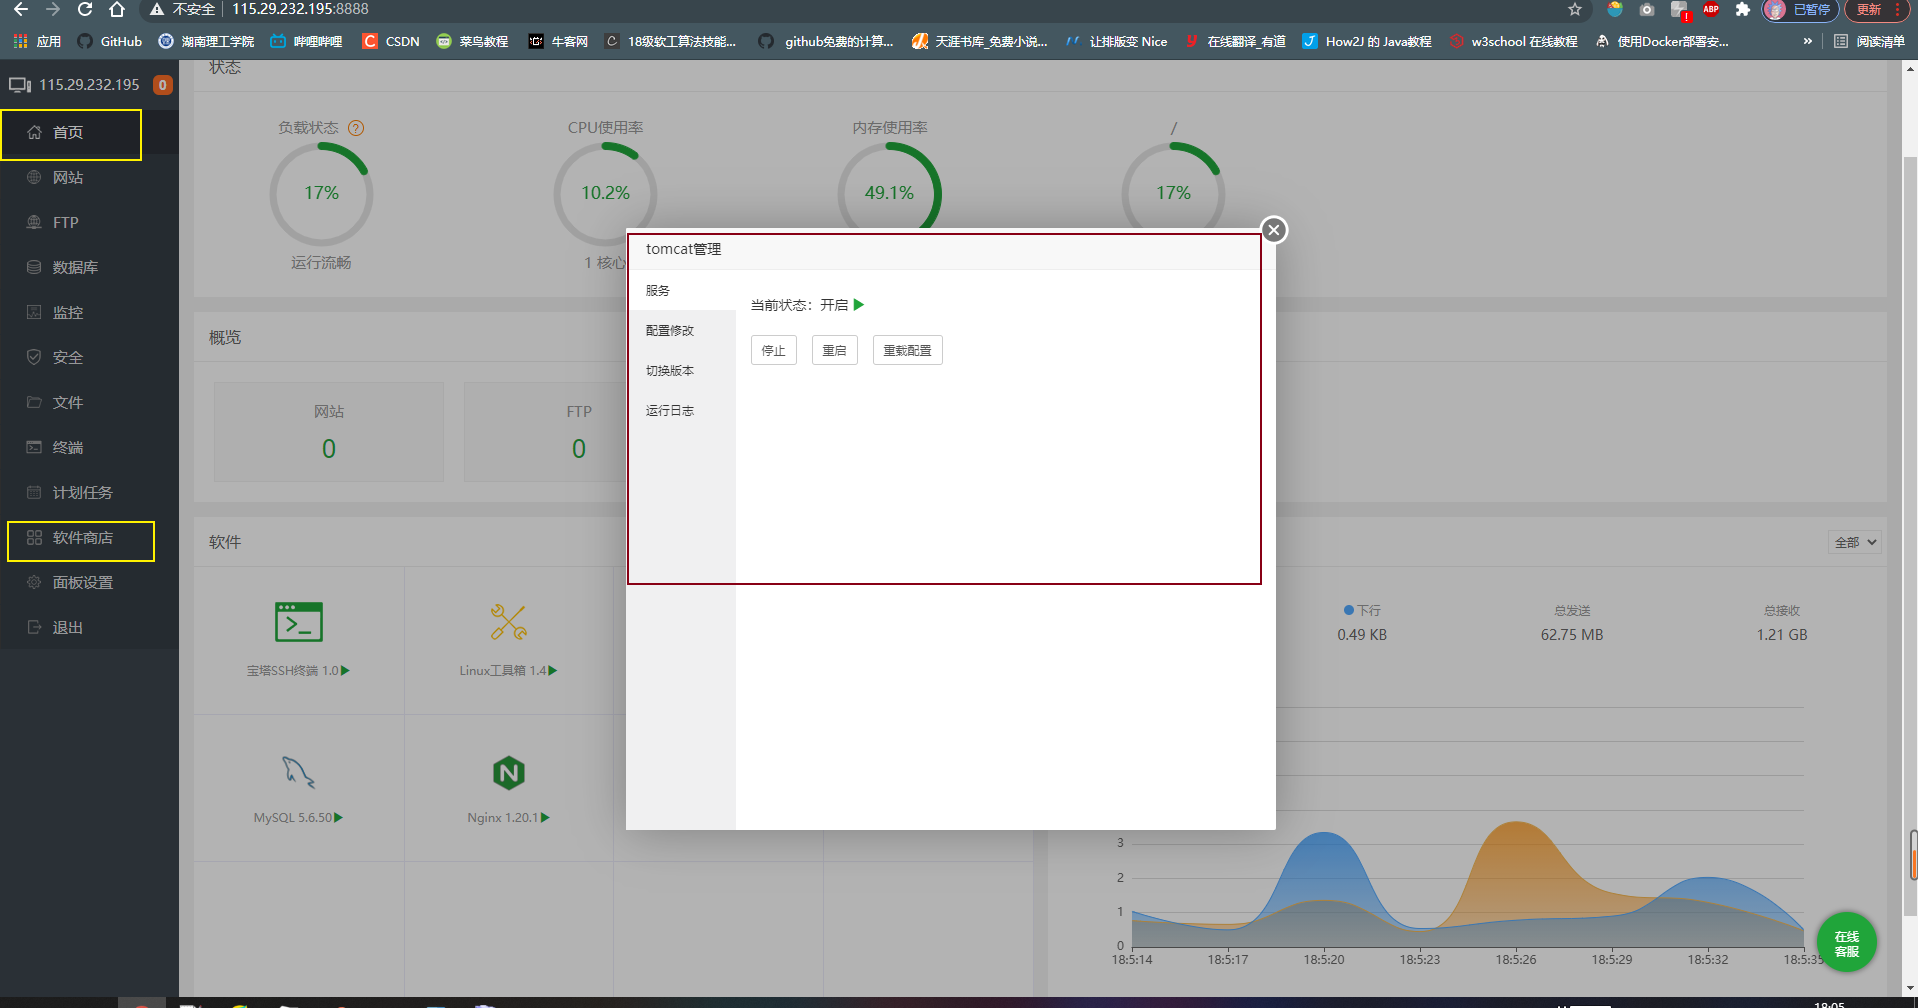 不安全 115.29.232.195:8888 ABP 已暂停 更新
应用 GitHub 湖南理工学院 哔哩哔哩 CSDN 菜鸟教程 牛客网 18级软工算法技能... github免费的计算... 天涯书库_免费小说... 让排版变 Nice 在线翻译_有道 How2J 的 Java教程 w3school 在线教程 使用Docker部署安... » 阅读清单
115.29.232.195 0
首页
网站
FTP
数据库
监控
安全
文件
终端
计划任务
软件商店
面板设置
退出
状态
负载状态 ? CPU使用率 内存使用率 /
17% 10.2% 49.1% 17%
运行流畅 1 核心
概览
网站 FTP
0 0
软件
宝塔SSH终端 1.0 Linux工具箱 1.4
MySQL 5.6.50 Nginx 1.20.1
tomcat管理
服务
配置修改
切换版本
运行日志
当前状态：开启
停止 重启 重载配置
全部
下行 总发送 总接收
0.49 KB 62.75 MB 1.21 GB
3
2
1
0
18:5:14 18:5:17 18:5:20 18:5:23 18:5:26 18:5:29 18:5:32 18:5:35
在线
客服
18:05